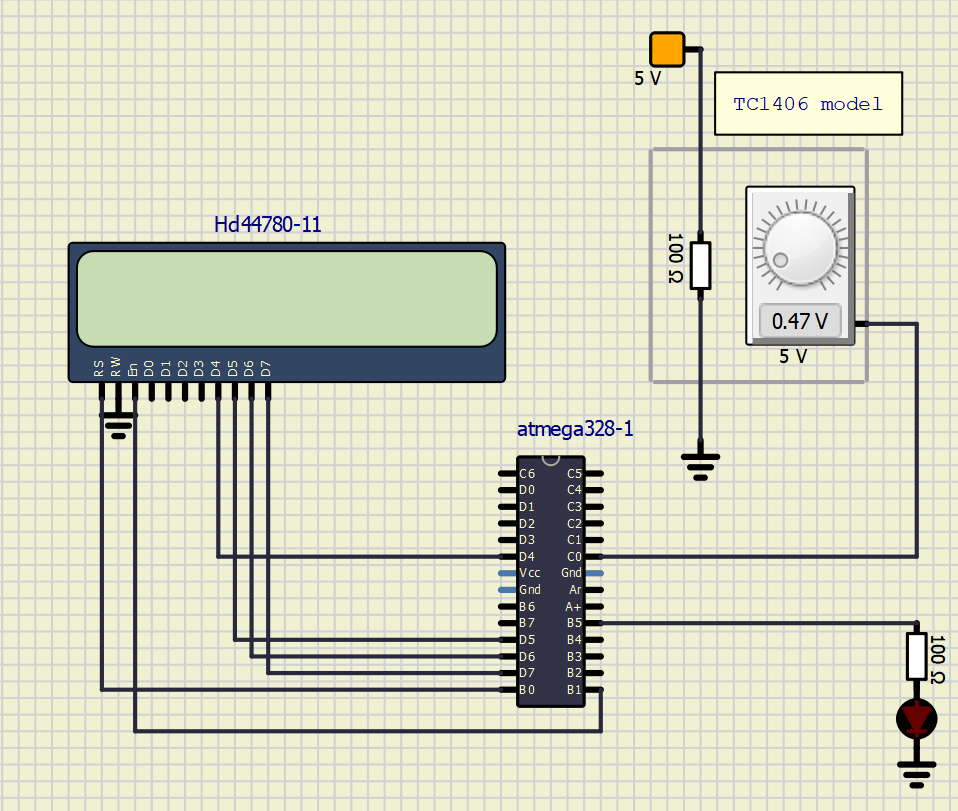 5 V
TC1406 model
100 Ω
0.47 V
5 V
Hd44780-11
RS RW En D0 D1 D2 D3 D4 D5 D6 D7
atmega328-1
C6 C5
D0 C4
D1 C3
D2 C2
D3 C1
D4 C0
Vcc Gnd
Gnd Ar
B6 A+
B7 B5
D5 B4
D6 B3
D7 B2
B0 B1
100 Ω